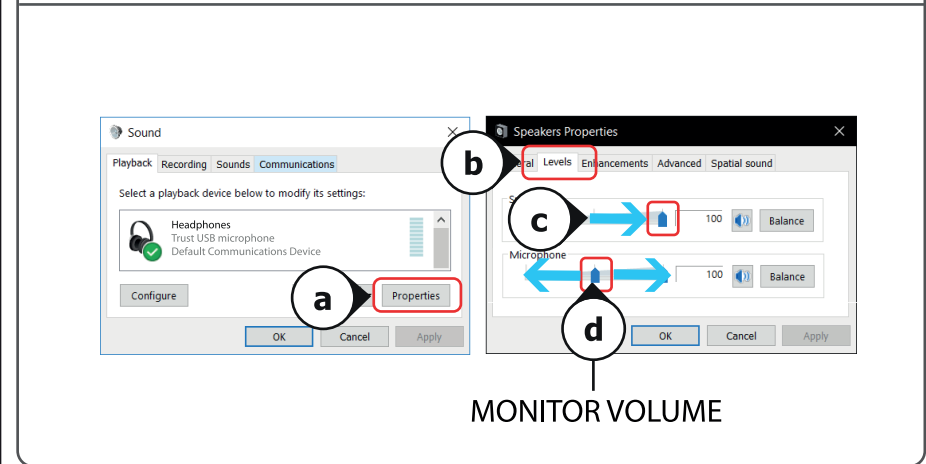 Sound
Playback Recording Sounds Communications
Select a playback device below to modify its settings:
Headphones
Trust USB microphone
Default Communications Device
Configure
a
Properties
OK Cancel Apply
Speakers Properties
b
Levels Enhancements Advanced Spatial sound
c
100 Balance
Microphone
100 Balance
d
OK Cancel Apply
MONITOR VOLUME